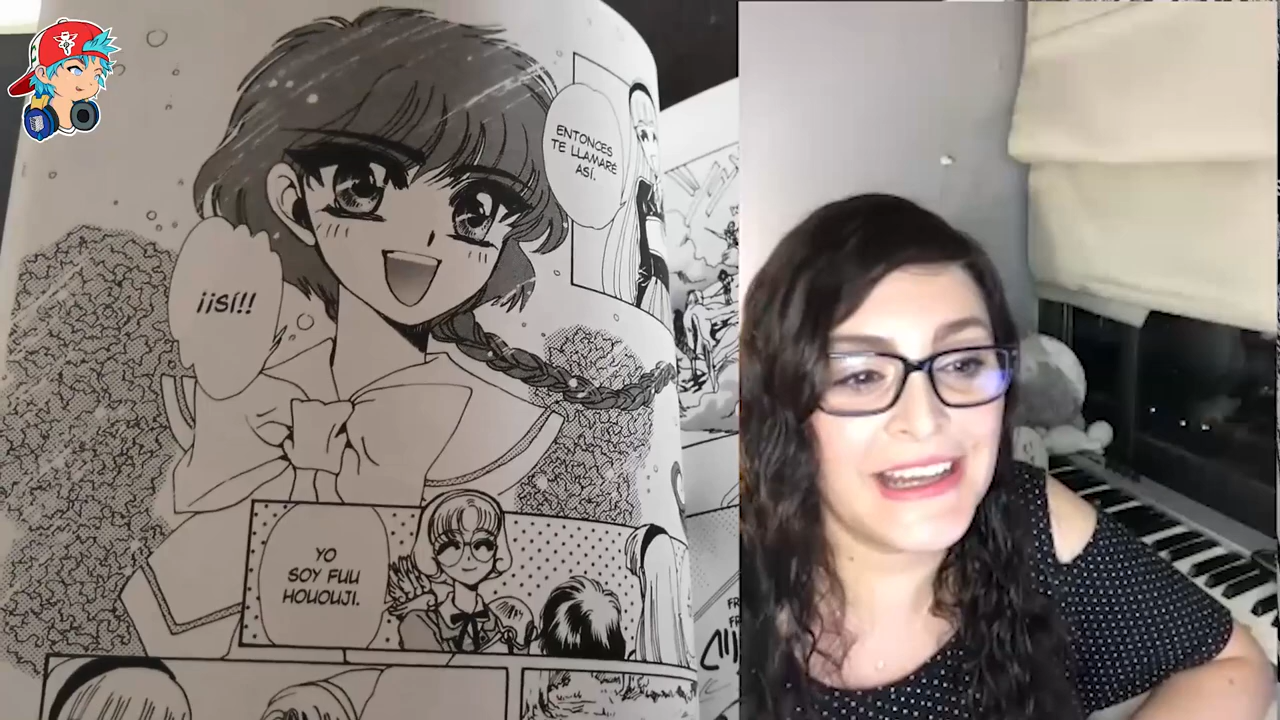 ENTONCES
TE LLAMARÉ
ASÍ.
¡¡SÍ!!
YO
SOY FUU
HOUOUJI.